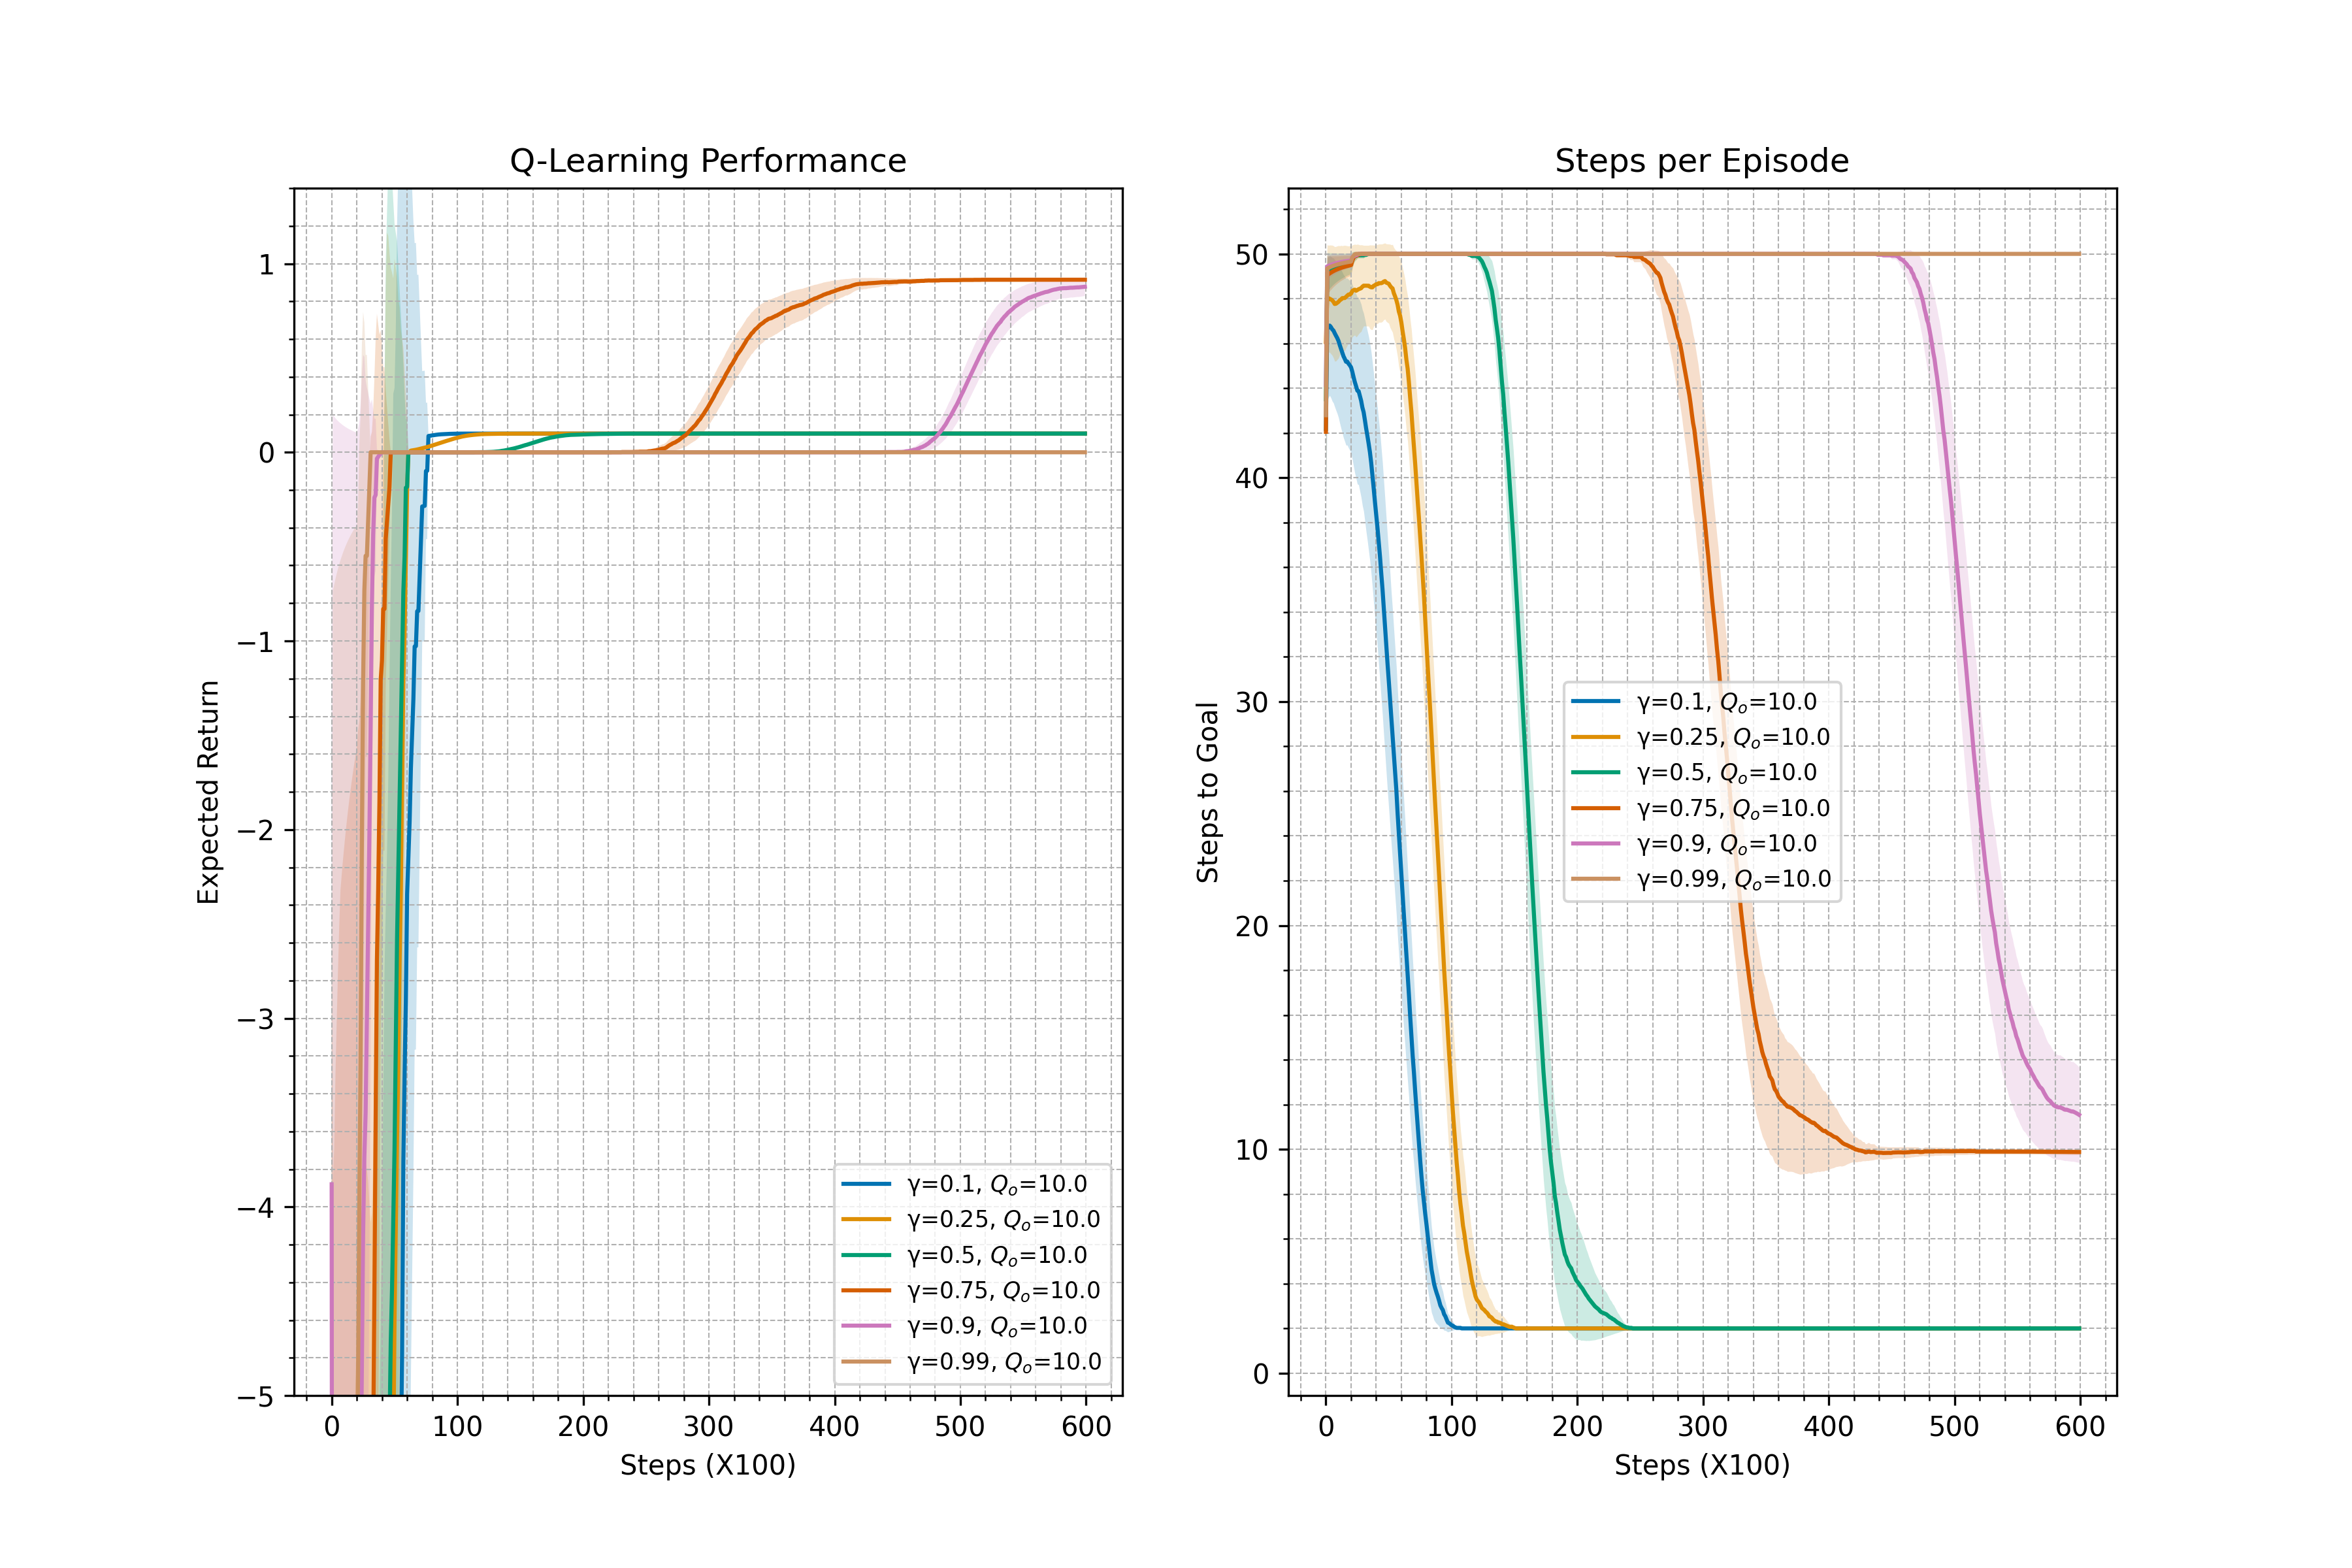 Q-Learning Performance
Expected Return
1
0
−1
−2
−3
−4
−5
0 100 200 300 400 500 600
Steps (X100)
γ=0.1, Qo=10.0
γ=0.25, Qo=10.0
γ=0.5, Qo=10.0
γ=0.75, Qo=10.0
γ=0.9, Qo=10.0
γ=0.99, Qo=10.0
Steps per Episode
Steps to Goal
50
40
30
20
10
0
0 100 200 300 400 500 600
Steps (X100)
γ=0.1, Qo=10.0
γ=0.25, Qo=10.0
γ=0.5, Qo=10.0
γ=0.75, Qo=10.0
γ=0.9, Qo=10.0
γ=0.99, Qo=10.0